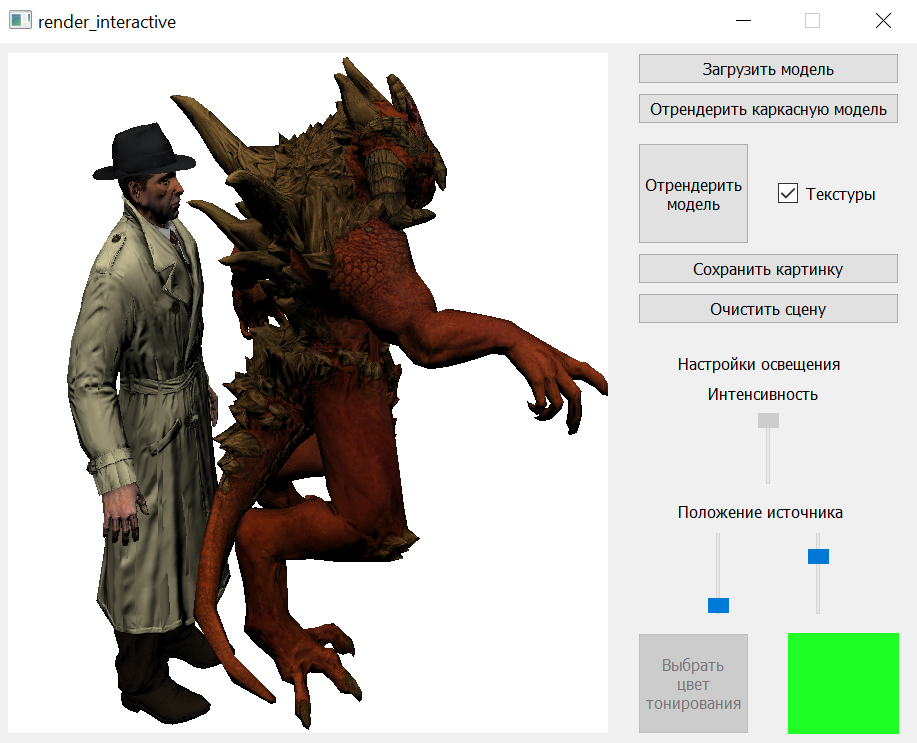 render_interactive
Загрузить модель
Отрендерить каркасную модель
Отрендерить
модель
Текстуры
Сохранить картинку
Очистить сцену
Настройки освещения
Интенсивность
Положение источника
Выбрать
цвет
тонирования